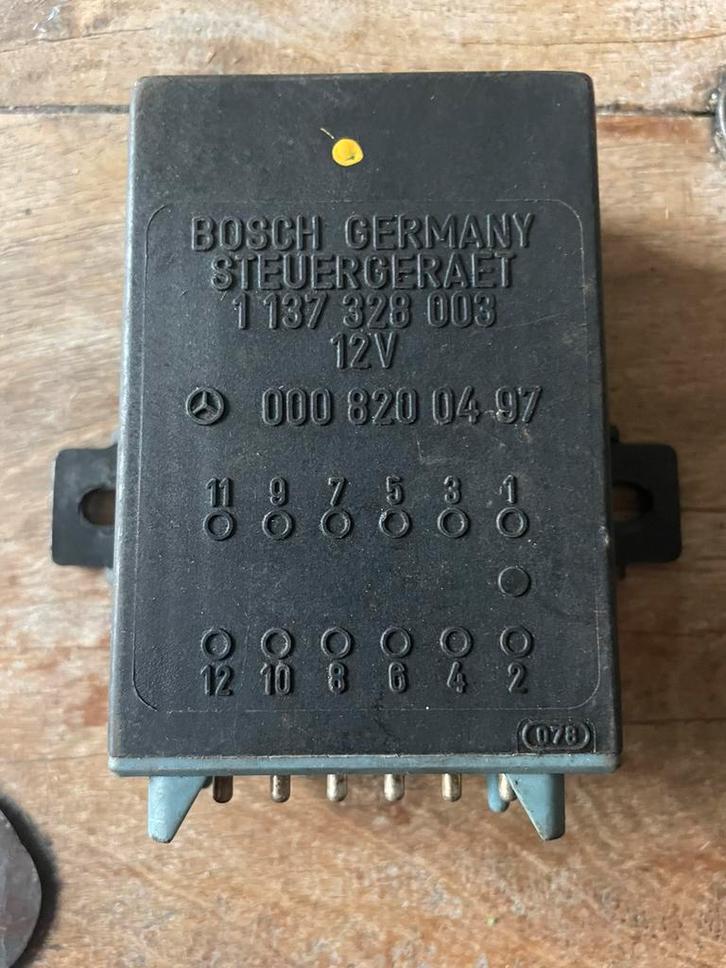 BOSCH GERMANY
STEUERGERAET
1 137 328 003
12V
000 820 04 97
11 9 7 5 3 1
12 10 8 6 4 2
078